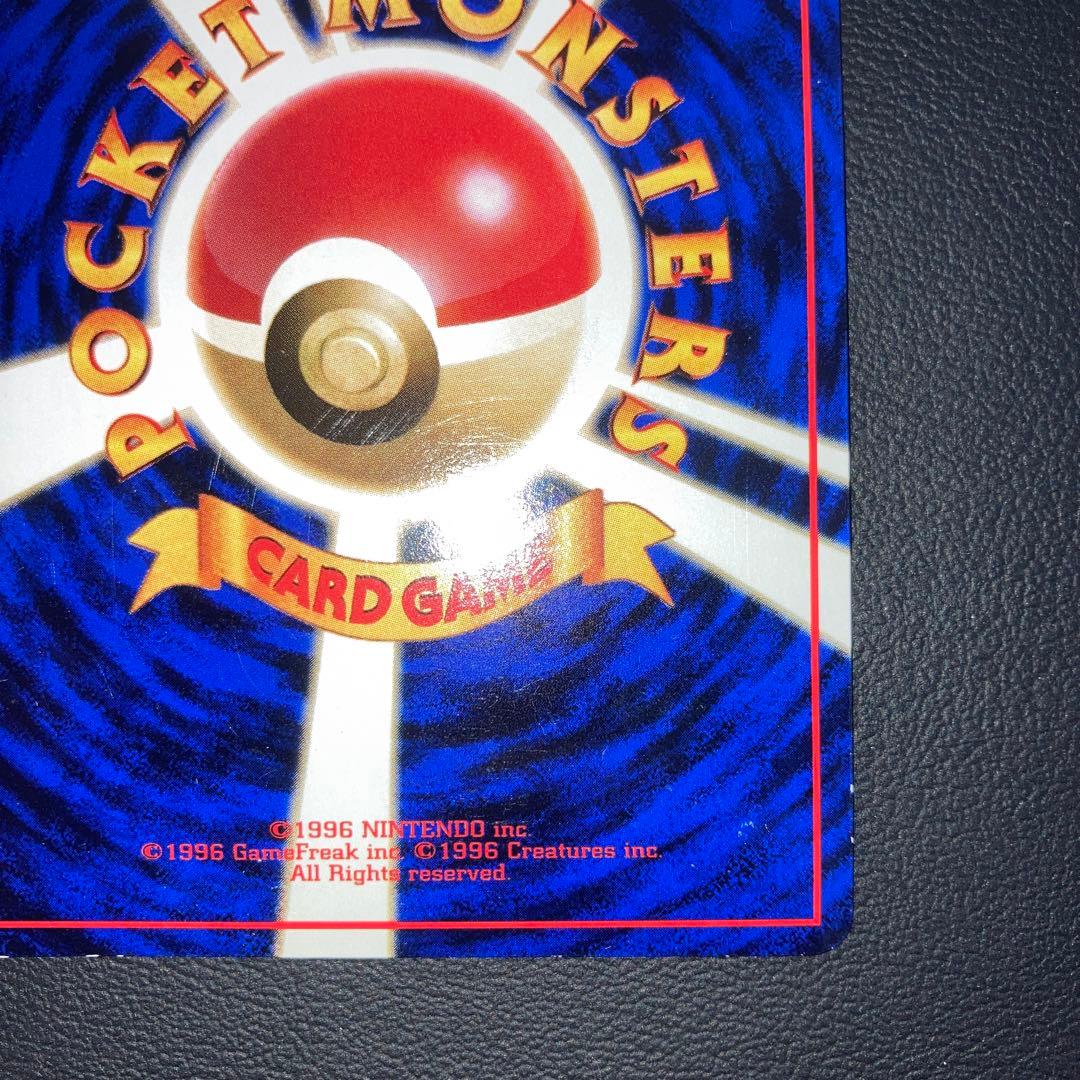 POCKET MONSTERS
CARD GAME
©1996 NINTENDO inc.
©1996 GameFreak inc. ©1996 Creatures inc.
All Rights reserved.